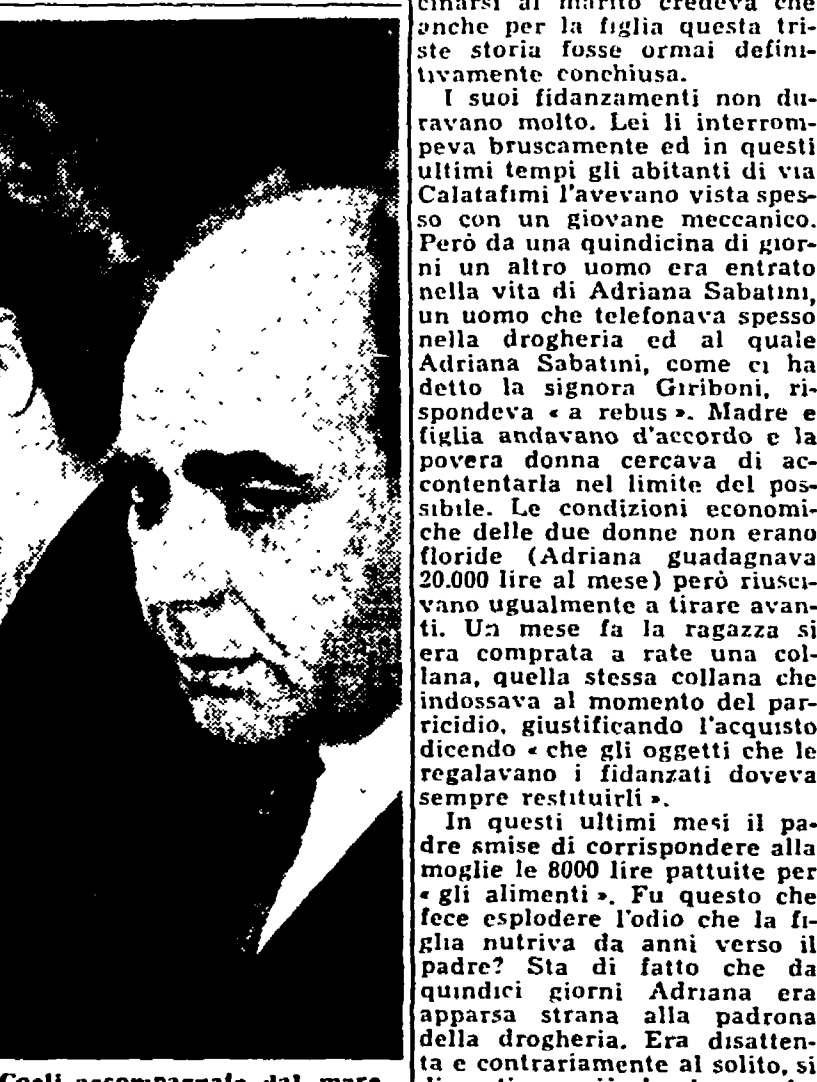 cinarsi al marito credeva che
anche per la figlia questa tri-
ste storia fosse ormai defini-
tivamente conchiusa.
I suoi fidanzamenti non du-
ravano molto. Lei li interrom-
peva bruscamente ed in questi
ultimi tempi gli abitanti di via
Calatafimi l'avevano vista spes-
so con un giovane meccanico.
Però da una quindicina di gior-
ni un altro uomo era entrato
nella vita di Adriana Sabatini,
un uomo che telefonava spesso
nella drogheria ed al quale
Adriana Sabatini, come ci ha
detto la signora Giriboni, ri-
spondeva « a rebus ». Madre e
figlia andavano d'accordo e la
povera donna cercava di ac-
contentarla nel limite del pos-
sibile. Le condizioni economi-
che delle due donne non erano
floride (Adriana guadagnava
20.000 lire al mese) però riusci-
vano ugualmente a tirare avan-
ti. Un mese fa la ragazza si
era comprata a rate una col-
lana, quella stessa collana che
indossava al momento del par-
ricidio, giustificando l'acquisto
dicendo « che gli oggetti che le
regalavano i fidanzati doveva
sempre restituirli ».
In questi ultimi mesi il pa-
dre smise di corrispondere alla
moglie le 8000 lire pattuite per
« gli alimenti ». Fu questo che
fece esplodere l'odio che la fi-
glia nutriva da anni verso il
padre? Sta di fatto che da
quindici giorni Adriana era
apparsa strana alla padrona
della drogheria. Era disatten-
ta e contrariamente al solito, si
Coeli accompagnato dal mare